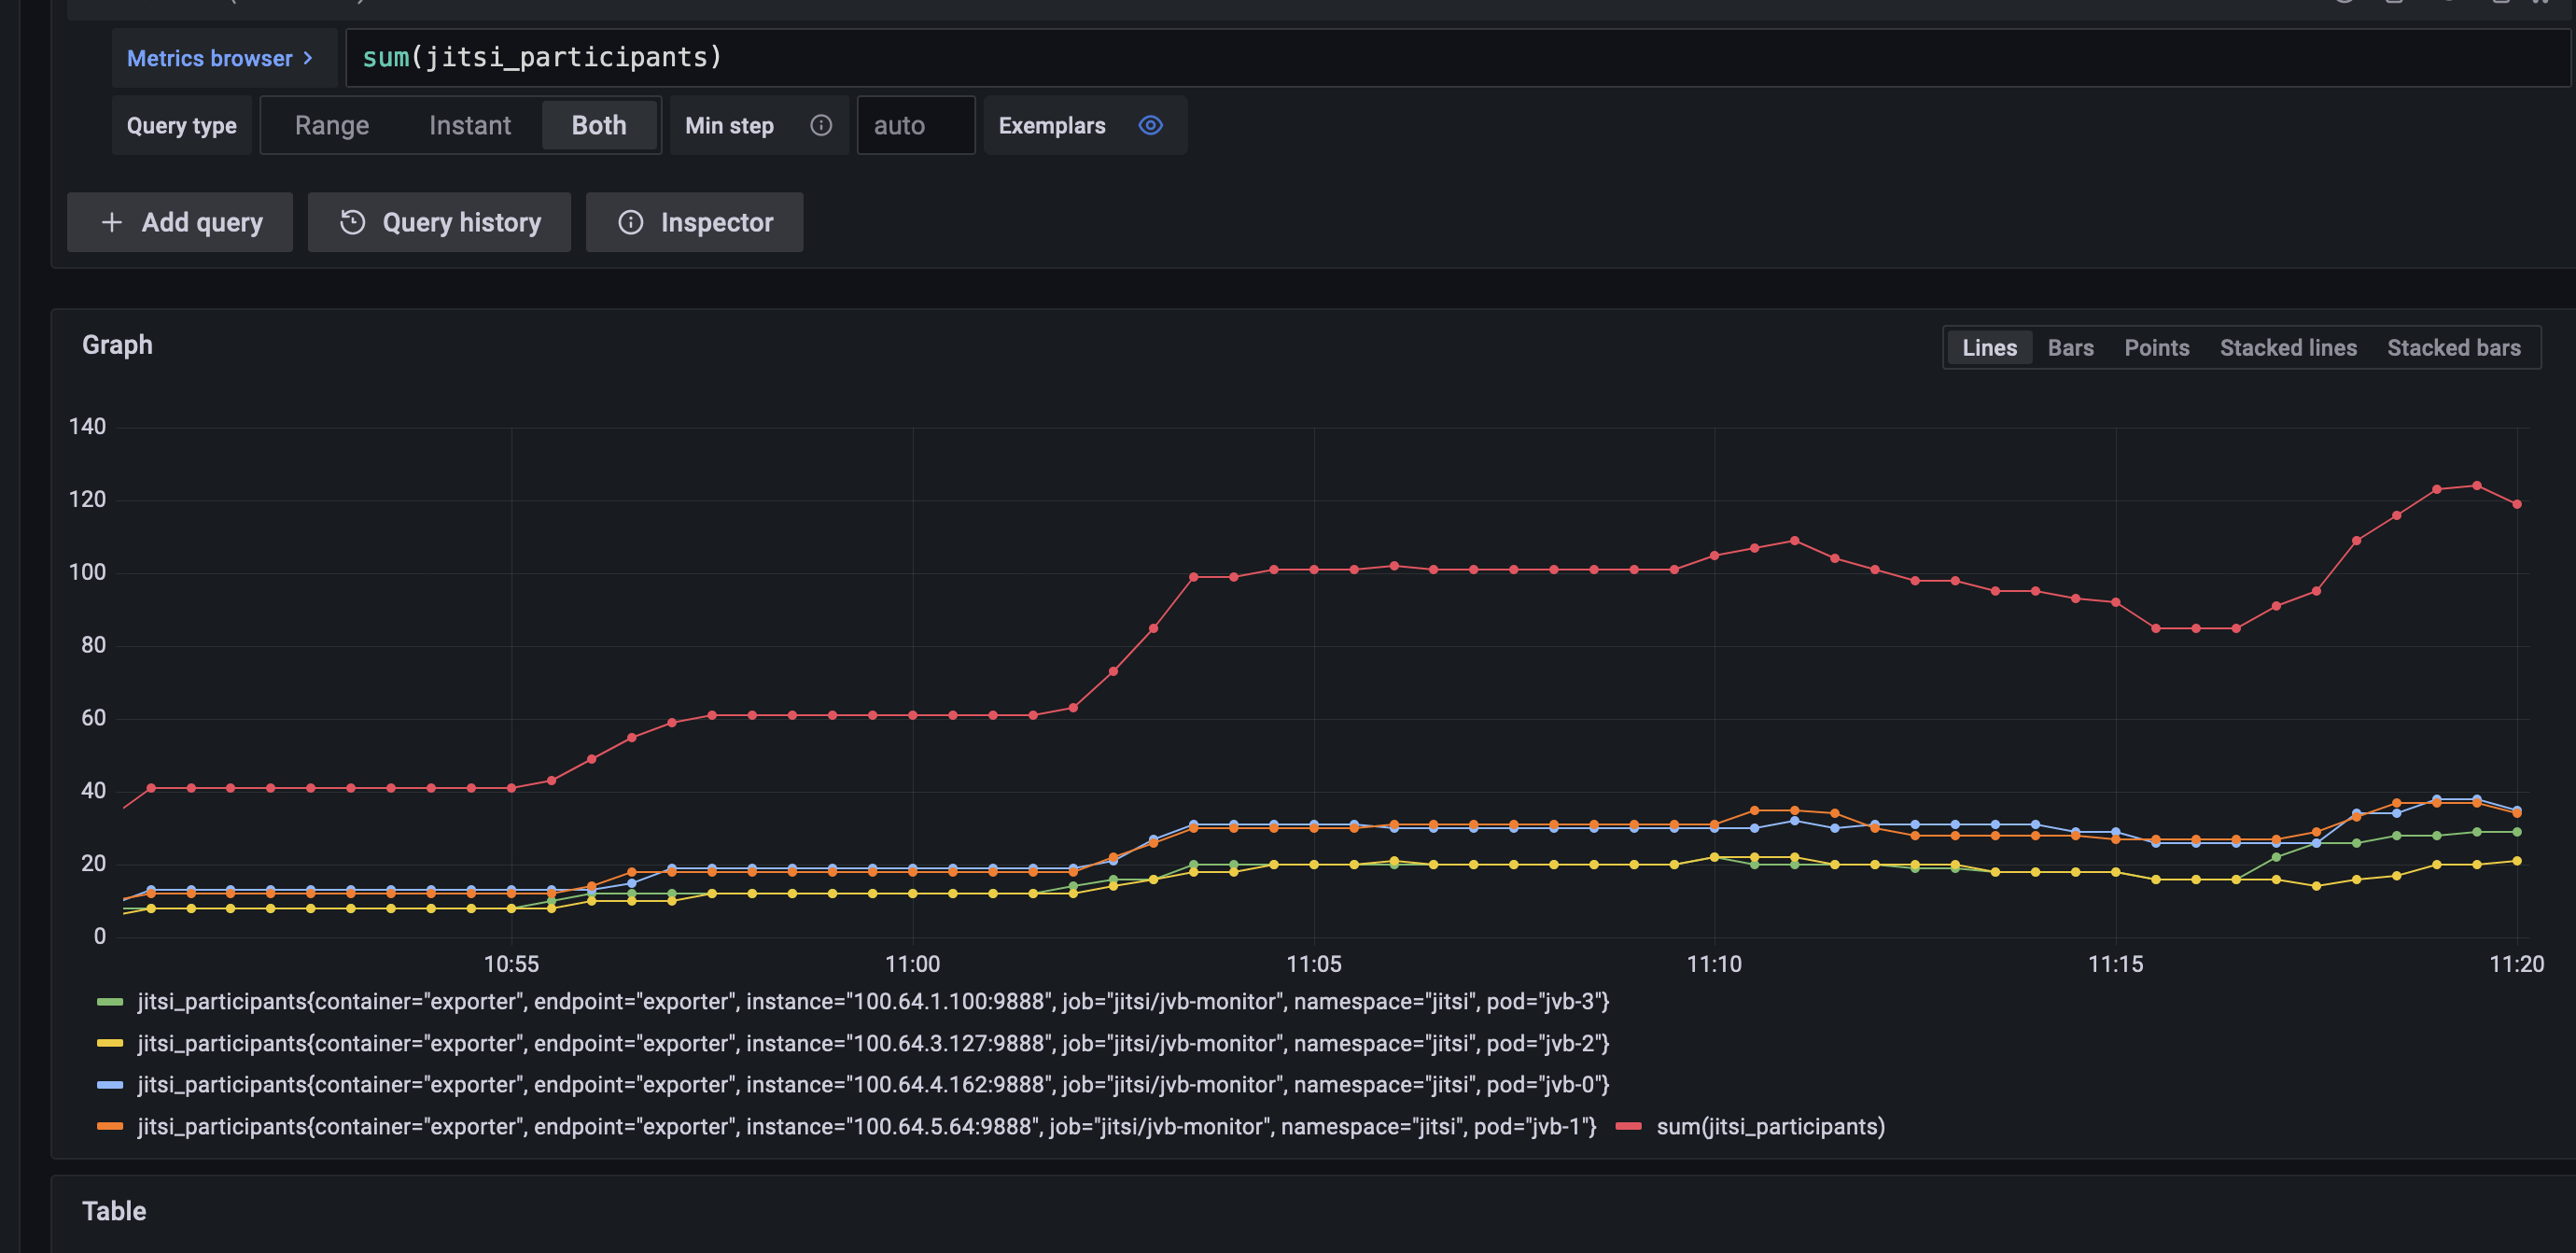 Metrics browser > sum(jitsi_participants)
Query type Range Instant Both Min step auto Exemplars
+ Add query Query history Inspector
Graph Lines Bars Points Stacked lines Stacked bars
140
120
100
80
60
40
20
0
10:55 11:00 11:05 11:10 11:15 11:20
jitsi_participants{container="exporter", endpoint="exporter", instance="100.64.1.100:9888", job="jitsi/jvb-monitor", namespace="jitsi", pod="jvb-3"}
jitsi_participants{container="exporter", endpoint="exporter", instance="100.64.3.127:9888", job="jitsi/jvb-monitor", namespace="jitsi", pod="jvb-2"}
jitsi_participants{container="exporter", endpoint="exporter", instance="100.64.4.162:9888", job="jitsi/jvb-monitor", namespace="jitsi", pod="jvb-0"}
jitsi_participants{container="exporter", endpoint="exporter", instance="100.64.5.64:9888", job="jitsi/jvb-monitor", namespace="jitsi", pod="jvb-1"} sum(jitsi_participants)
Table